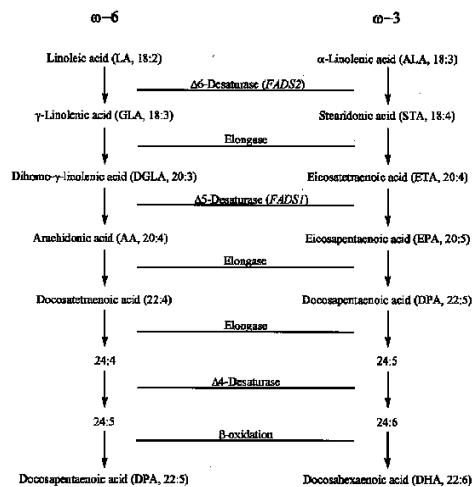 ω-6 ω-3
Linoleic acid (LA, 18:2) α-Linolenic acid (ALA, 18:3)
Δ6-Desaturase (FADS2)
γ-Linolenic acid (GLA, 18:3) Stearidonic acid (STA, 18:4)
Elongase
Dihomo-γ-linolenic acid (DGLA, 20:3) Eicosatetraenoic acid (ETA, 20:4)
Δ5-Desaturase (FADS1)
Arachidonic acid (AA, 20:4) Eicosapentaenoic acid (EPA, 20:5)
Elongase
Docosatetraenoic acid (22:4) Docosapentaenoic acid (DPA, 22:5)
Elongase
24:4 24:5
Δ4-Desaturase
24:5 24:6
β-oxidation
Docosapentaenoic acid (DPA, 22:5) Docosahexaenoic acid (DHA, 22:6)